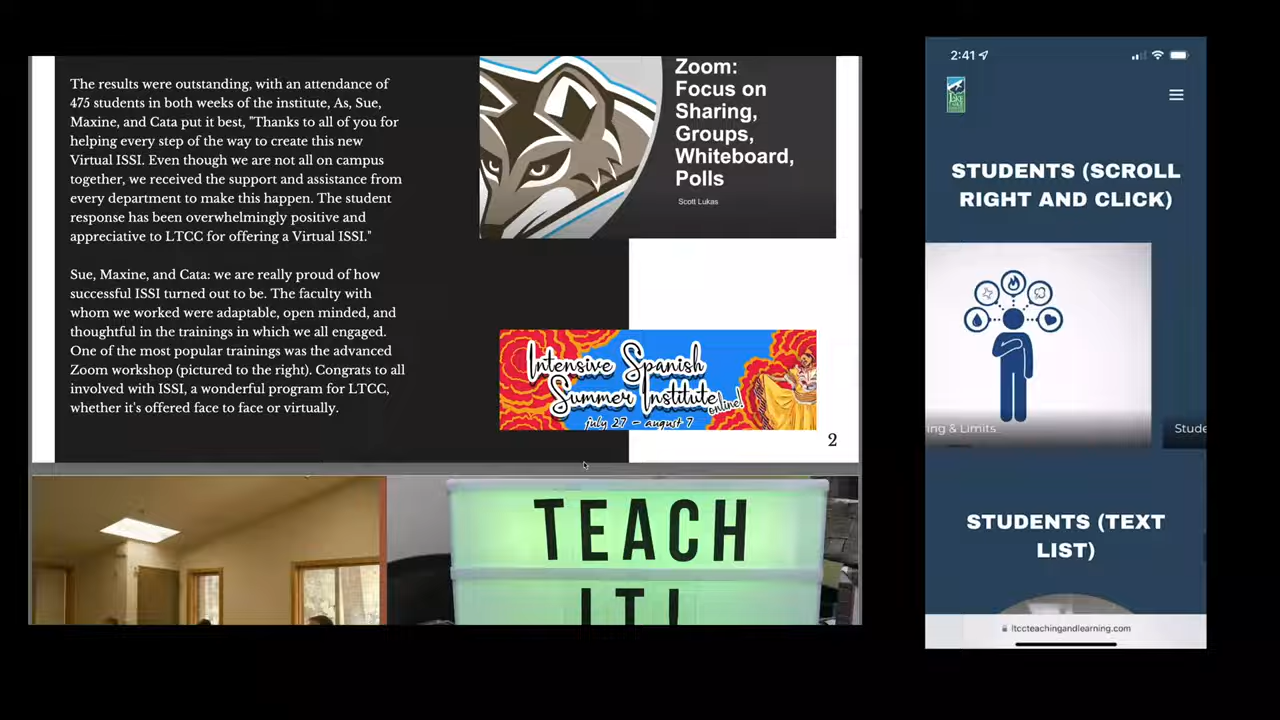 The results were outstanding, with an attendance of
475 students in both weeks of the institute, As, Sue,
Maxine, and Cata put it best, "Thanks to all of you for
helping every step of the way to create this new
Virtual ISSI. Even though we are not all on campus
together, we received the support and assistance from
every department to make this happen. The student
response has been overwhelmingly positive and
appreciative to LTCC for offering a Virtual ISSI."
Sue, Maxine, and Cata: we are really proud of how
successful ISSI turned out to be. The faculty with
whom we worked were adaptable, open minded, and
thoughtful in the trainings in which we all engaged.
One of the most popular trainings was the advanced
Zoom workshop (pictured to the right). Congrats to all
involved with ISSI, a wonderful program for LTCC,
whether it's offered face to face or virtually.
Zoom:
Focus on
Sharing,
Groups,
Whiteboard,
Polls
Scott Lukas
Intensive Spanish
Summer Institute
online!
july 27 - august 7
2
TEACH
IT!
2:41
STUDENTS (SCROLL
RIGHT AND CLICK)
ing & Limits
Stude
STUDENTS (TEXT
LIST)
ltccteachingandlearning.com